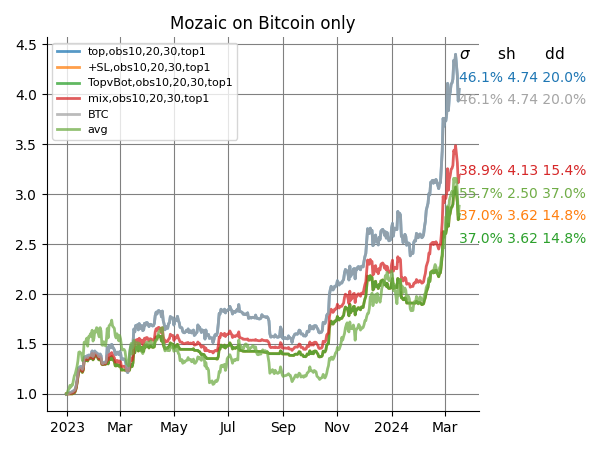 Mozaic on Bitcoin only
σ sh dd
top,obs10,20,30,top1
+SL,obs10,20,30,top1
TopvBot,obs10,20,30,top1
mix,obs10,20,30,top1
BTC
avg
46.1% 4.74 20.0%
46.1% 4.74 20.0%
38.9% 4.13 15.4%
55.7% 2.50 37.0%
37.0% 3.62 14.8%
37.0% 3.62 14.8%
4.5
4.0
3.5
3.0
2.5
2.0
1.5
1.0
2023 Mar May Jul Sep Nov 2024 Mar